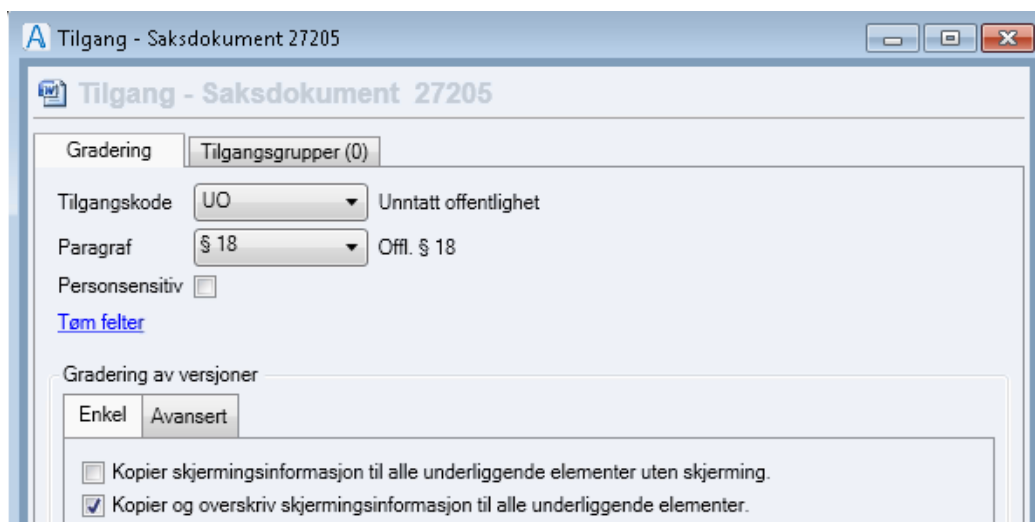 Tilgang - Saksdokument 27205
Tilgang - Saksdokument 27205
Gradering Tilgangsgrupper (0)
Tilgangskode UO Unntatt offentlighet
Paragraf § 18 Offl. § 18
Personsensitiv
Tøm felter
Gradering av versjoner
Enkel Avansert
Kopier skjermingsinformasjon til alle underliggende elementer uten skjerming.
Kopier og overskriv skjermingsinformasjon til alle underliggende elementer.